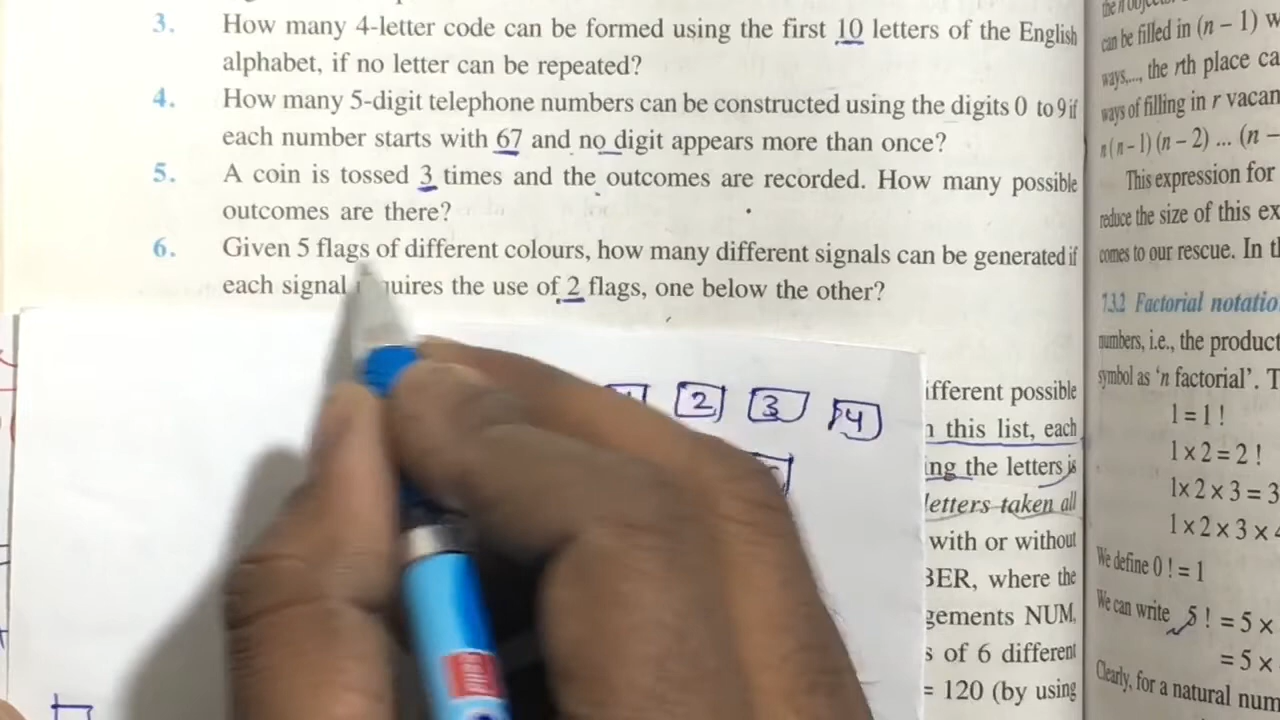 3. How many 4-letter code can be formed using the first 10 letters of the English
alphabet, if no letter can be repeated?
4. How many 5-digit telephone numbers can be constructed using the digits 0 to 9 if
each number starts with 67 and no digit appears more than once?
5. A coin is tossed 3 times and the outcomes are recorded. How many possible
outcomes are there?
6. Given 5 flags of different colours, how many different signals can be generated if
each signal quires the use of 2 flags, one below the other?
2 3 4
ifferent possible
this list, each
ing the letters is
letters taken all
with or without
BER, where the
gements NUM,
s of 6 different
= 120 (by using
can be filled in (n − 1) w
ways,..., the rth place ca
ways of filling in r vacan
n(n−1) (n − 2) ... (n −
This expression for
reduce the size of this ex
comes to our rescue. In t
7.3.2 Factorial notatio
numbers, i.e., the product
symbol as 'n factorial'. T
1 = 1 !
1 × 2 = 2 !
1× 2 × 3 = 3
1 × 2 × 3 × 4
We define 0 ! = 1
We can write 5 ! = 5 ×
= 5 ×
Clearly, for a natural num